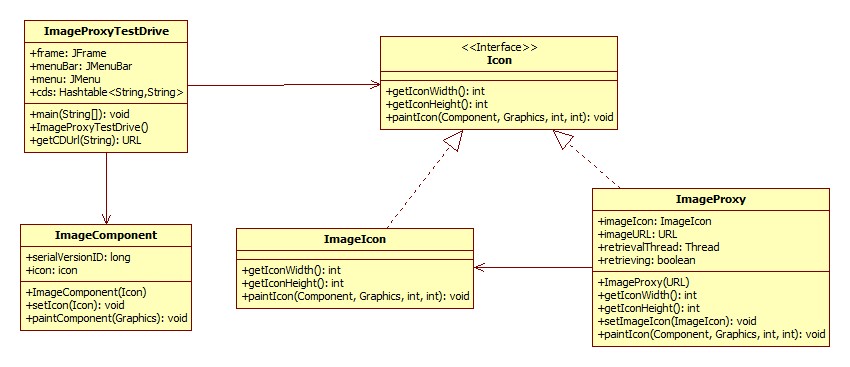 ImageProxyTestDrive
+frame: JFrame
+menuBar: JMenuBar
+menu: JMenu
+cds: Hashtable<String,String>
+main(String[]): void
+ImageProxyTestDrive()
+getCDUrl(String): URL
<<Interface>>
Icon
+getIconWidth(): int
+getIconHeight(): int
+paintIcon(Component, Graphics, int, int): void
ImageComponent
+serialVersionID: long
+icon: icon
+ImageComponent(Icon)
+setIcon(Icon): void
+paintComponent(Graphics): void
ImageIcon
+getIconWidth(): int
+getIconHeight(): int
+paintIcon(Component, Graphics, int, int): void
ImageProxy
+imageIcon: ImageIcon
+imageURL: URL
+retrievalThread: Thread
+retrieving: boolean
+ImageProxy(URL)
+getIconWidth(): int
+getIconHeight(): int
+setImageIcon(ImageIcon): void
+paintIcon(Component, Graphics, int, int): void